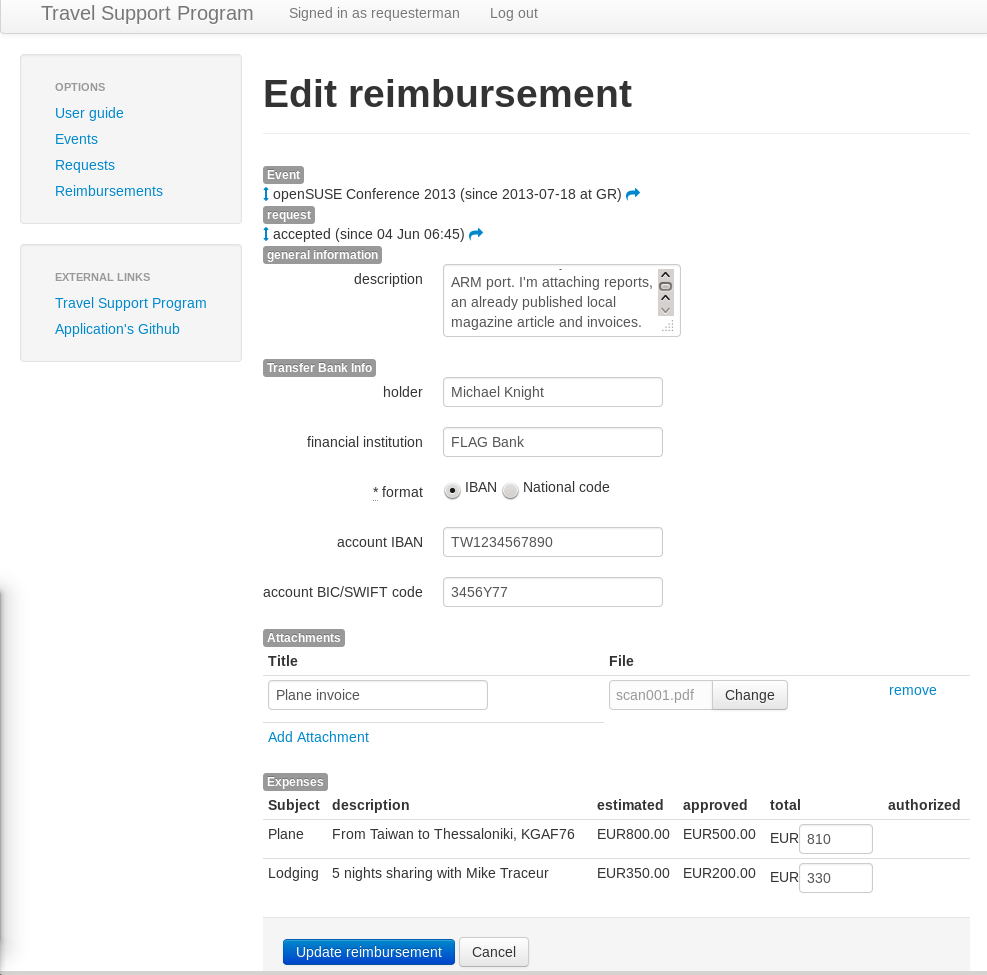 Travel Support Program Signed in as requesterman Log out
OPTIONS
User guide
Events
Requests
Reimbursements
EXTERNAL LINKS
Travel Support Program
Application's Github
Edit reimbursement
Event
openSUSE Conference 2013 (since 2013-07-18 at GR)
request
accepted (since 04 Jun 06:45)
general information
description
ARM port. I'm attaching reports,
an already published local
magazine article and invoices.
Transfer Bank Info
holder Michael Knight
financial institution FLAG Bank
* format IBAN National code
account IBAN TW1234567890
account BIC/SWIFT code 3456Y77
Attachments
Title File
Plane invoice scan001.pdf Change remove
Add Attachment
Expenses
Subject description estimated approved total authorized
Plane From Taiwan to Thessaloniki, KGAF76 EUR800.00 EUR500.00 EUR 810
Lodging 5 nights sharing with Mike Traceur EUR350.00 EUR200.00 EUR 330
Update reimbursement Cancel